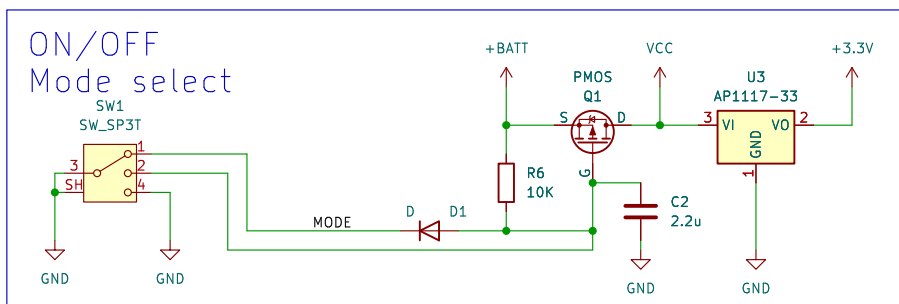 ON/OFF
Mode select
SW1
SW_SP3T
3
SH
1
2
4
GND
GND
MODE
D
D1
+BATT
R6
10K
PMOS
Q1
S
D
G
C2
2.2u
GND
VCC
U3
AP1117-33
3
VI
VO
2
GND
1
GND
+3.3V